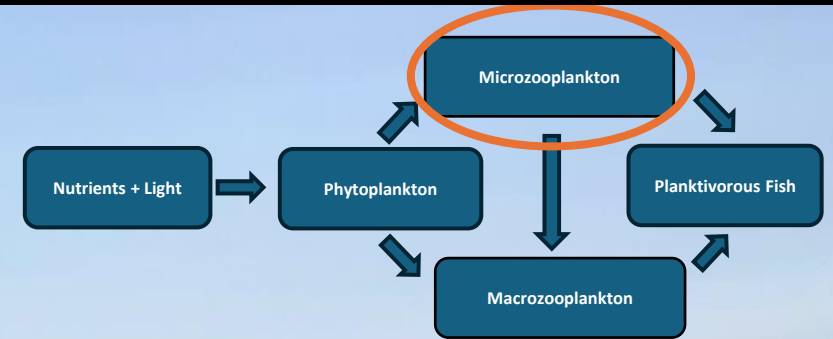 Microzooplankton
Nutrients + Light
Phytoplankton
Planktivorous Fish
Macrozooplankton